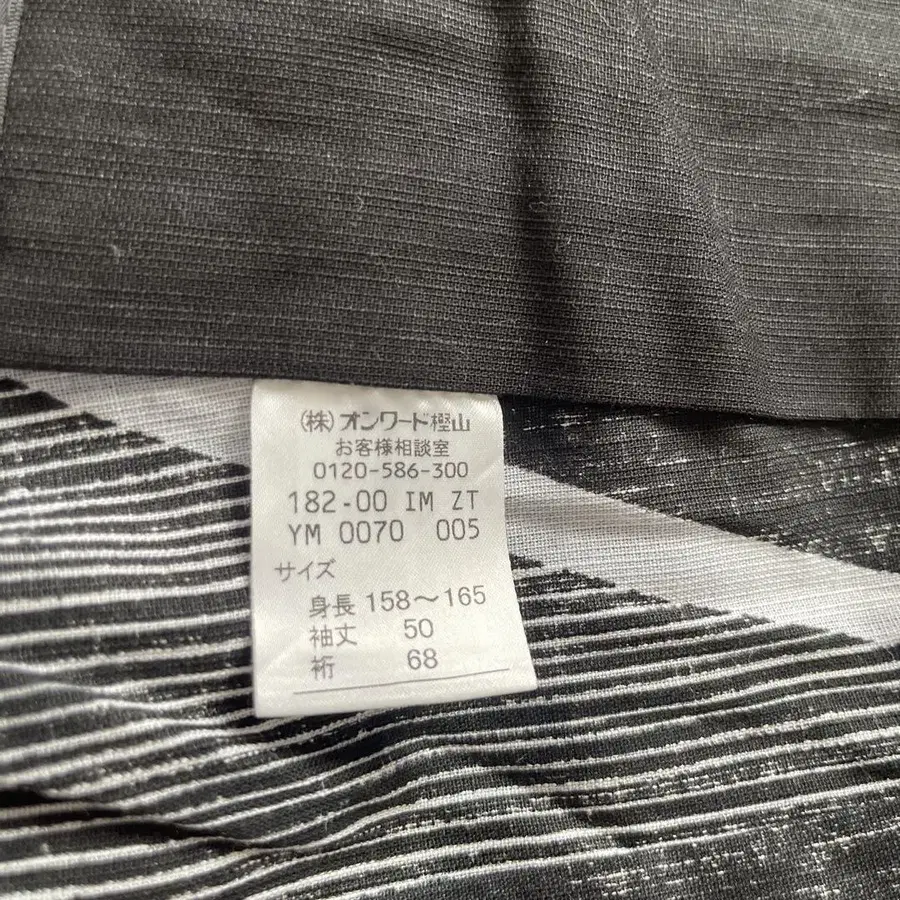 (株)オンワード樫山
お客様相談室
0120-586-300
182-00 IM ZT
YM 0070 005
サイズ
身長 158～165
袖丈 50
裄 68